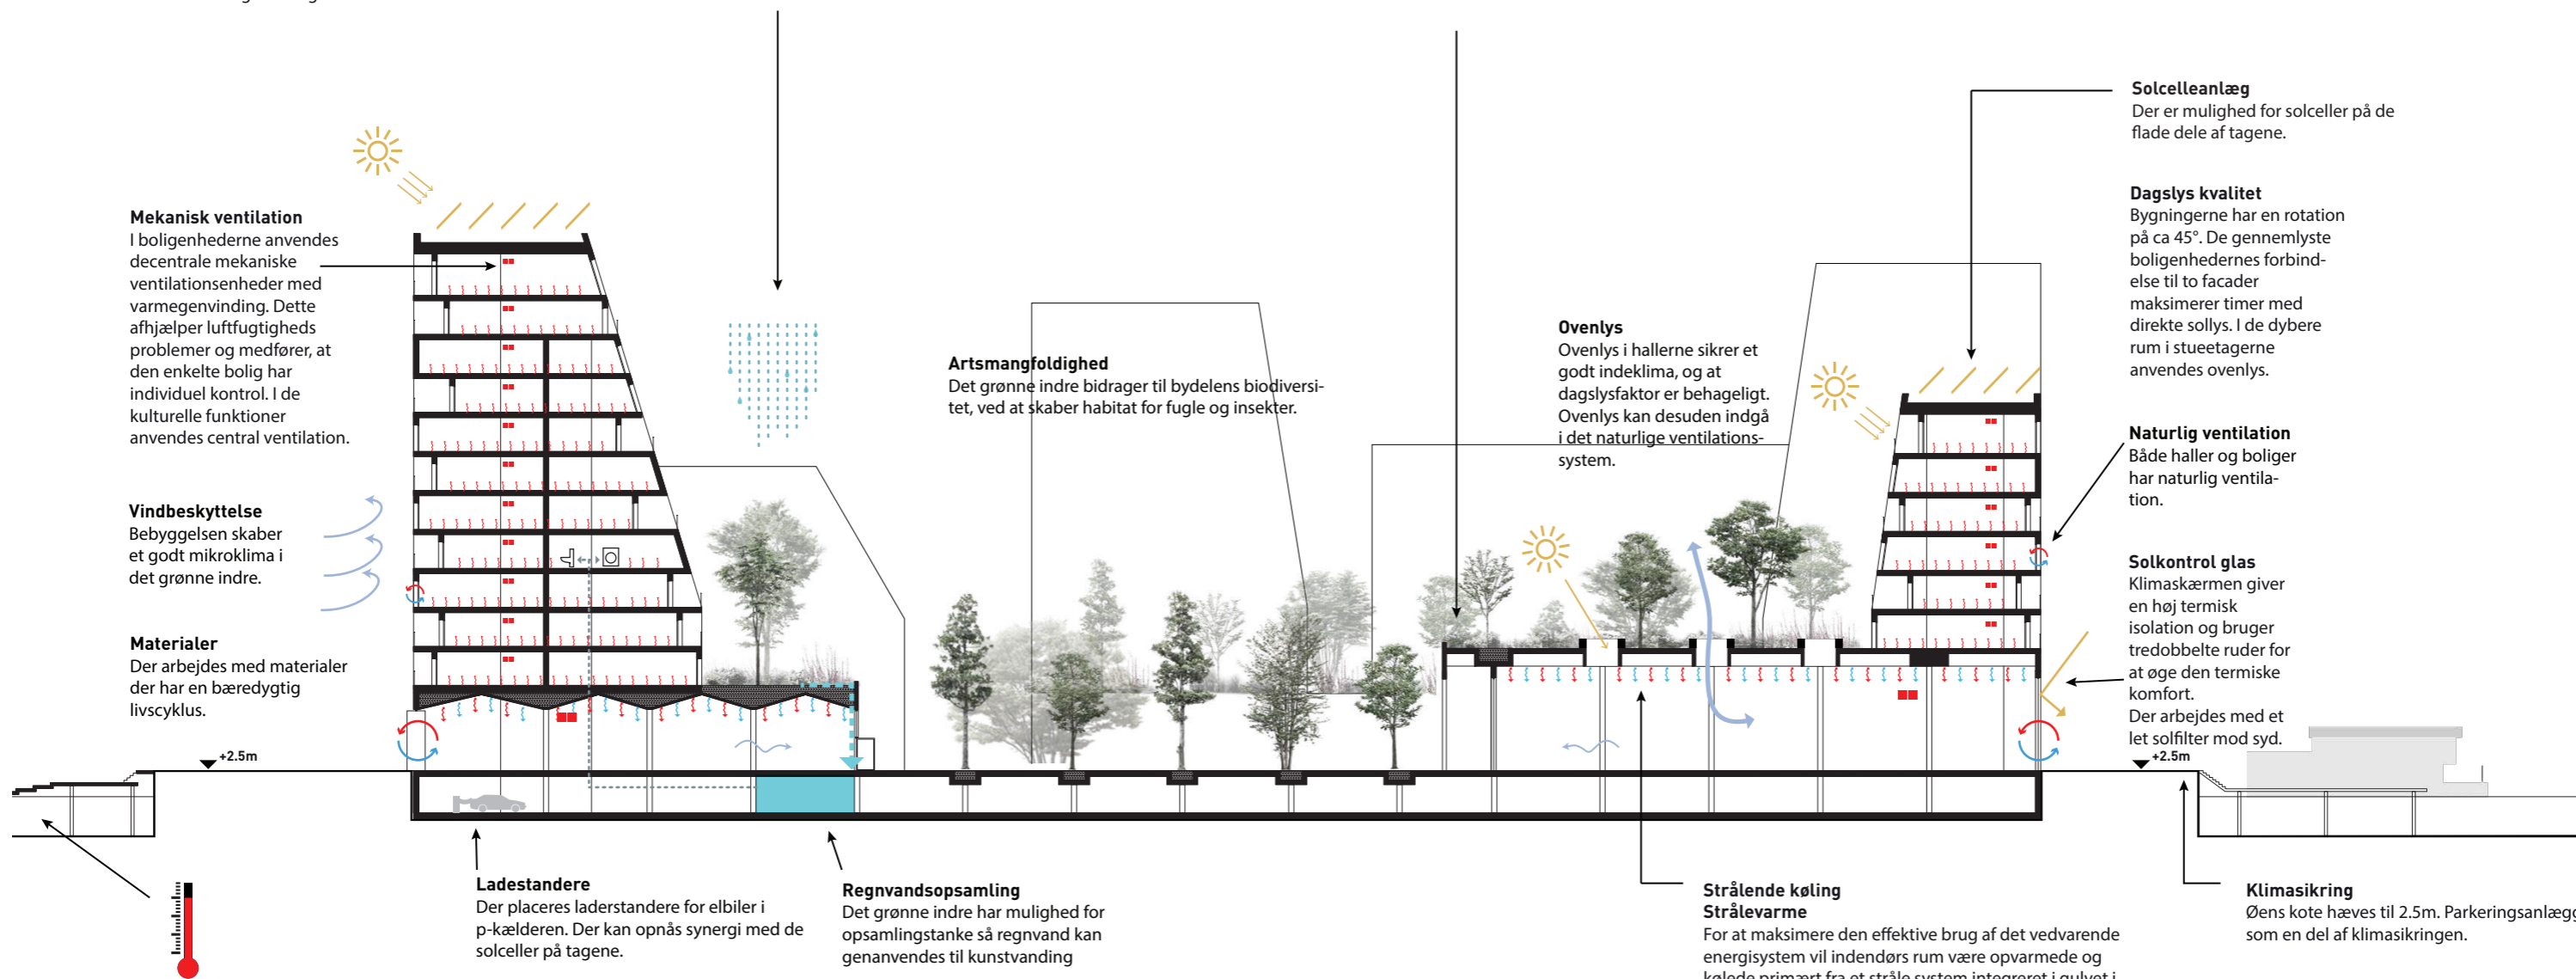 Solcelleanlæg
Der er mulighed for solceller på de
flade dele af tagene.
Mekanisk ventilation
I boligenhederne anvendes
decentrale mekaniske
ventilationsenheder med
varmegenvinding. Dette
afhjælper luftfugtigheds
problemer og medfører, at
den enkelte bolig har
individuel kontrol. I de
kulturelle funktioner
anvendes central ventilation.
Dagslys kvalitet
Bygningerne har en rotation
på ca 45°. De gennemlyste
boligenhedernes forbind-
else til to facader
maksimerer timer med
direkte sollys. I de dybere
rum i stueetagerne
anvendes ovenlys.
Artsmangfoldighed
Det grønne indre bidrager til bydelens biodiversi-
tet, ved at skaber habitat for fugle og insekter.
Ovenlys
Ovenlys i hallerne sikrer et
godt indeklima, og at
dagslysfaktor er behageligt.
Ovenlys kan desuden indgå
i det naturlige ventilations-
system.
Naturlig ventilation
Både haller og boliger
har naturlig ventila-
tion.
Vindbeskyttelse
Bebyggelsen skaber
et godt mikroklima i
det grønne indre.
Solkontrol glas
Klimaskærmen giver
en høj termisk
isolation og bruger
tredobbelte ruder for
at øge den termiske
komfort.
Der arbejdes med et
let solfilter mod syd.
Materialer
Der arbejdes med materialer
der har en bæredygtig
livscyklus.
+2.5m
+2.5m
Ladestandere
Der placeres laderstandere for elbiler i
p-kælderen. Der kan opnås synergi med de
solceller på tagene.
Regnvandsopsamling
Det grønne indre har mulighed for
opsamlingstanke så regnvand kan
genanvendes til kunstvanding
Strålende køling
Strålevarme
For at maksimere den effektive brug af det vedvarende
energisystem vil indendørs rum være opvarmede og
kølede primært fra et stråle system integreret i gulvet i
Klimasikring
Øens kote hæves til 2.5m. Parkeringsanlægg
som en del af klimasikringen.